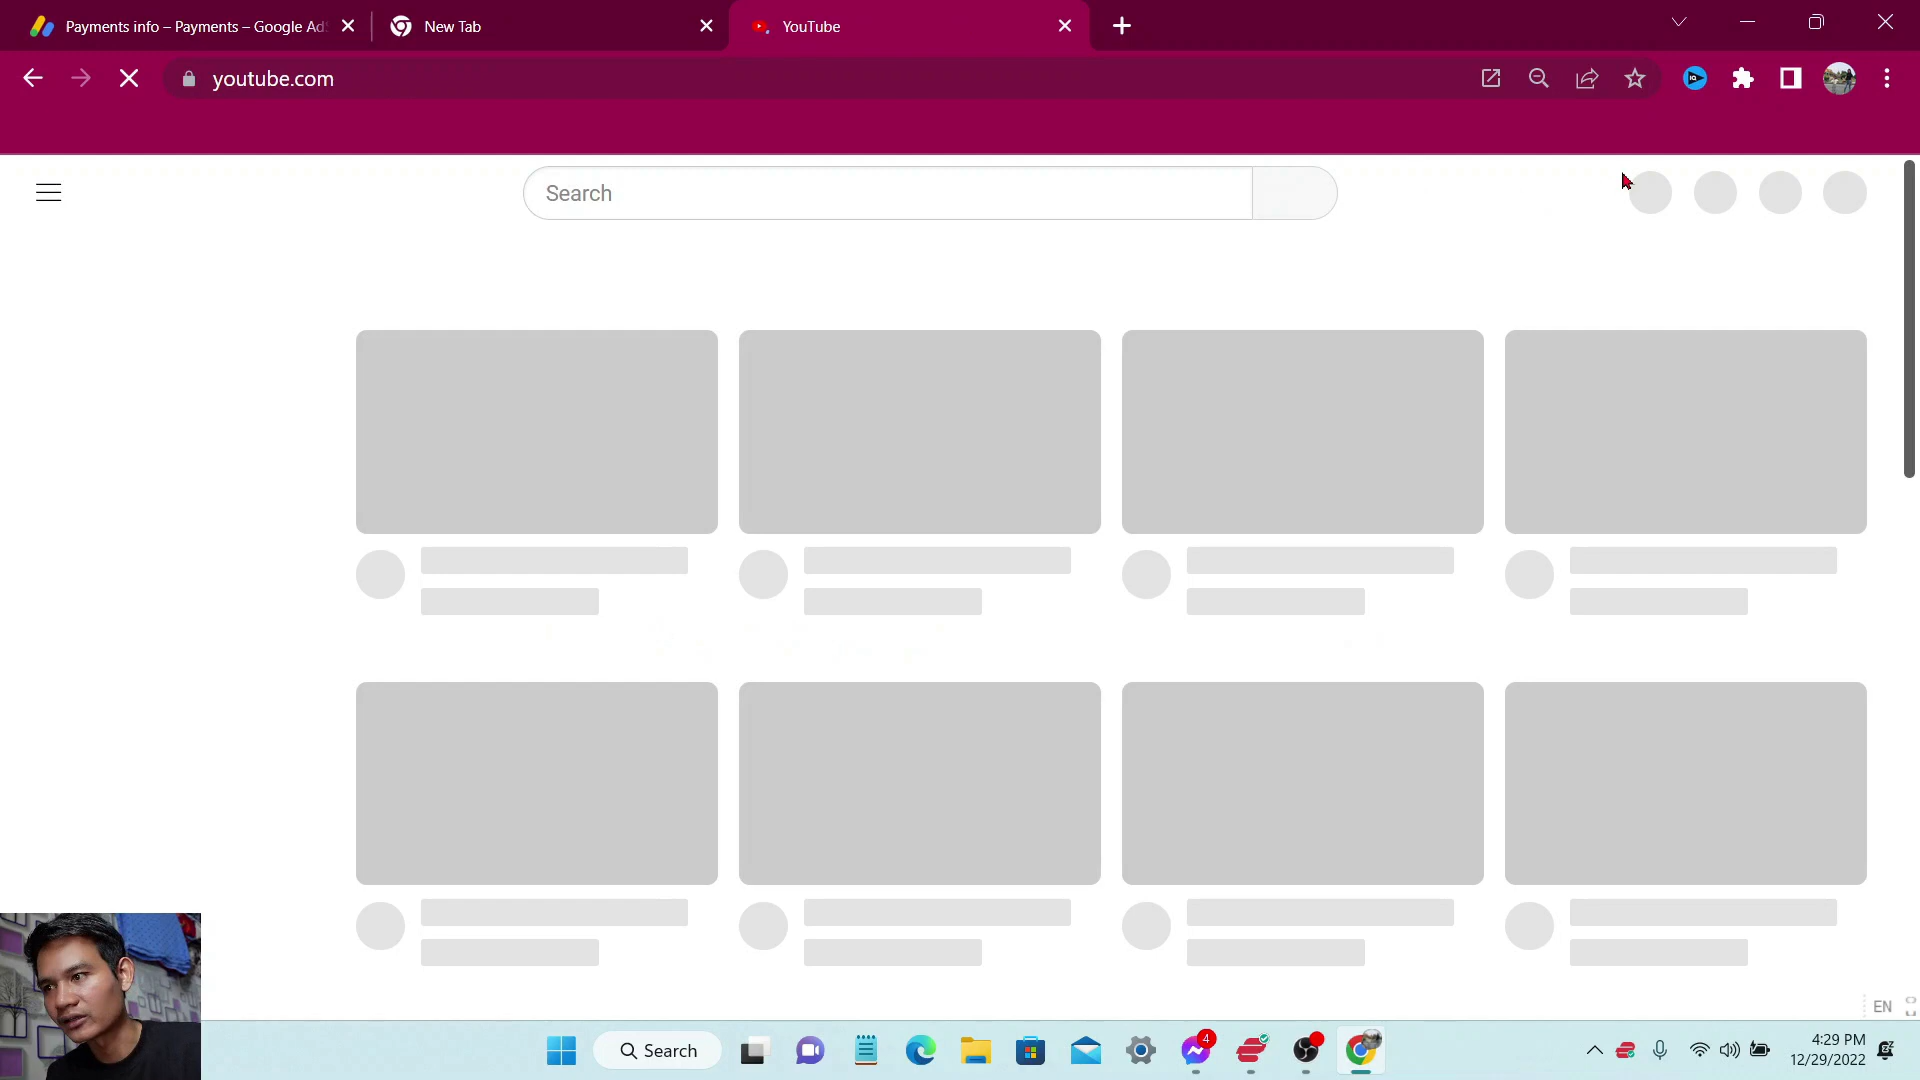 Payments info – Payments – Google Ad
New Tab
YouTube
youtube.com
Search
EN
Search
4
4:29 PM
12/29/2022